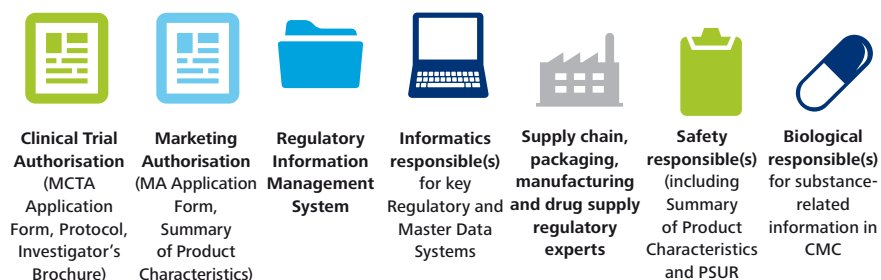 Clinical Trial
Authorisation
(MCTA
Application
Form, Protocol,
Investigator’s
Brochure)
Marketing
Authorisation
(MA Application
Form,
Summary
of Product
Characteristics)
Regulatory
Information
Management
System
Informatics
responsible(s)
for key
Regulatory and
Master Data
Systems
Supply chain,
packaging,
manufacturing
and drug supply
regulatory
experts
Safety
responsible(s)
(including
Summary
of Product
Characteristics
and PSUR
Biological
responsible(s)
for substance-
related
information in
CMC